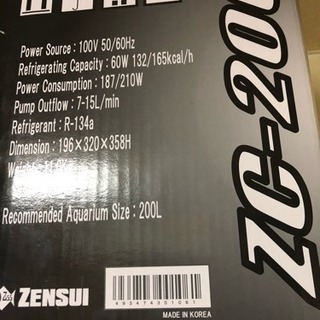 Power Source : 100V 50/60Hz
Refrigerating Capacity : 60W 132/165kcal/h
Power Consumption : 187/210W
Pump Outflow : 7-15L/min
Refrigerant : R-134a
Dimension : 196×320×358H
Recommended Aquarium Size : 200L
ZC-200
ZENSUI
MADE IN KOREA